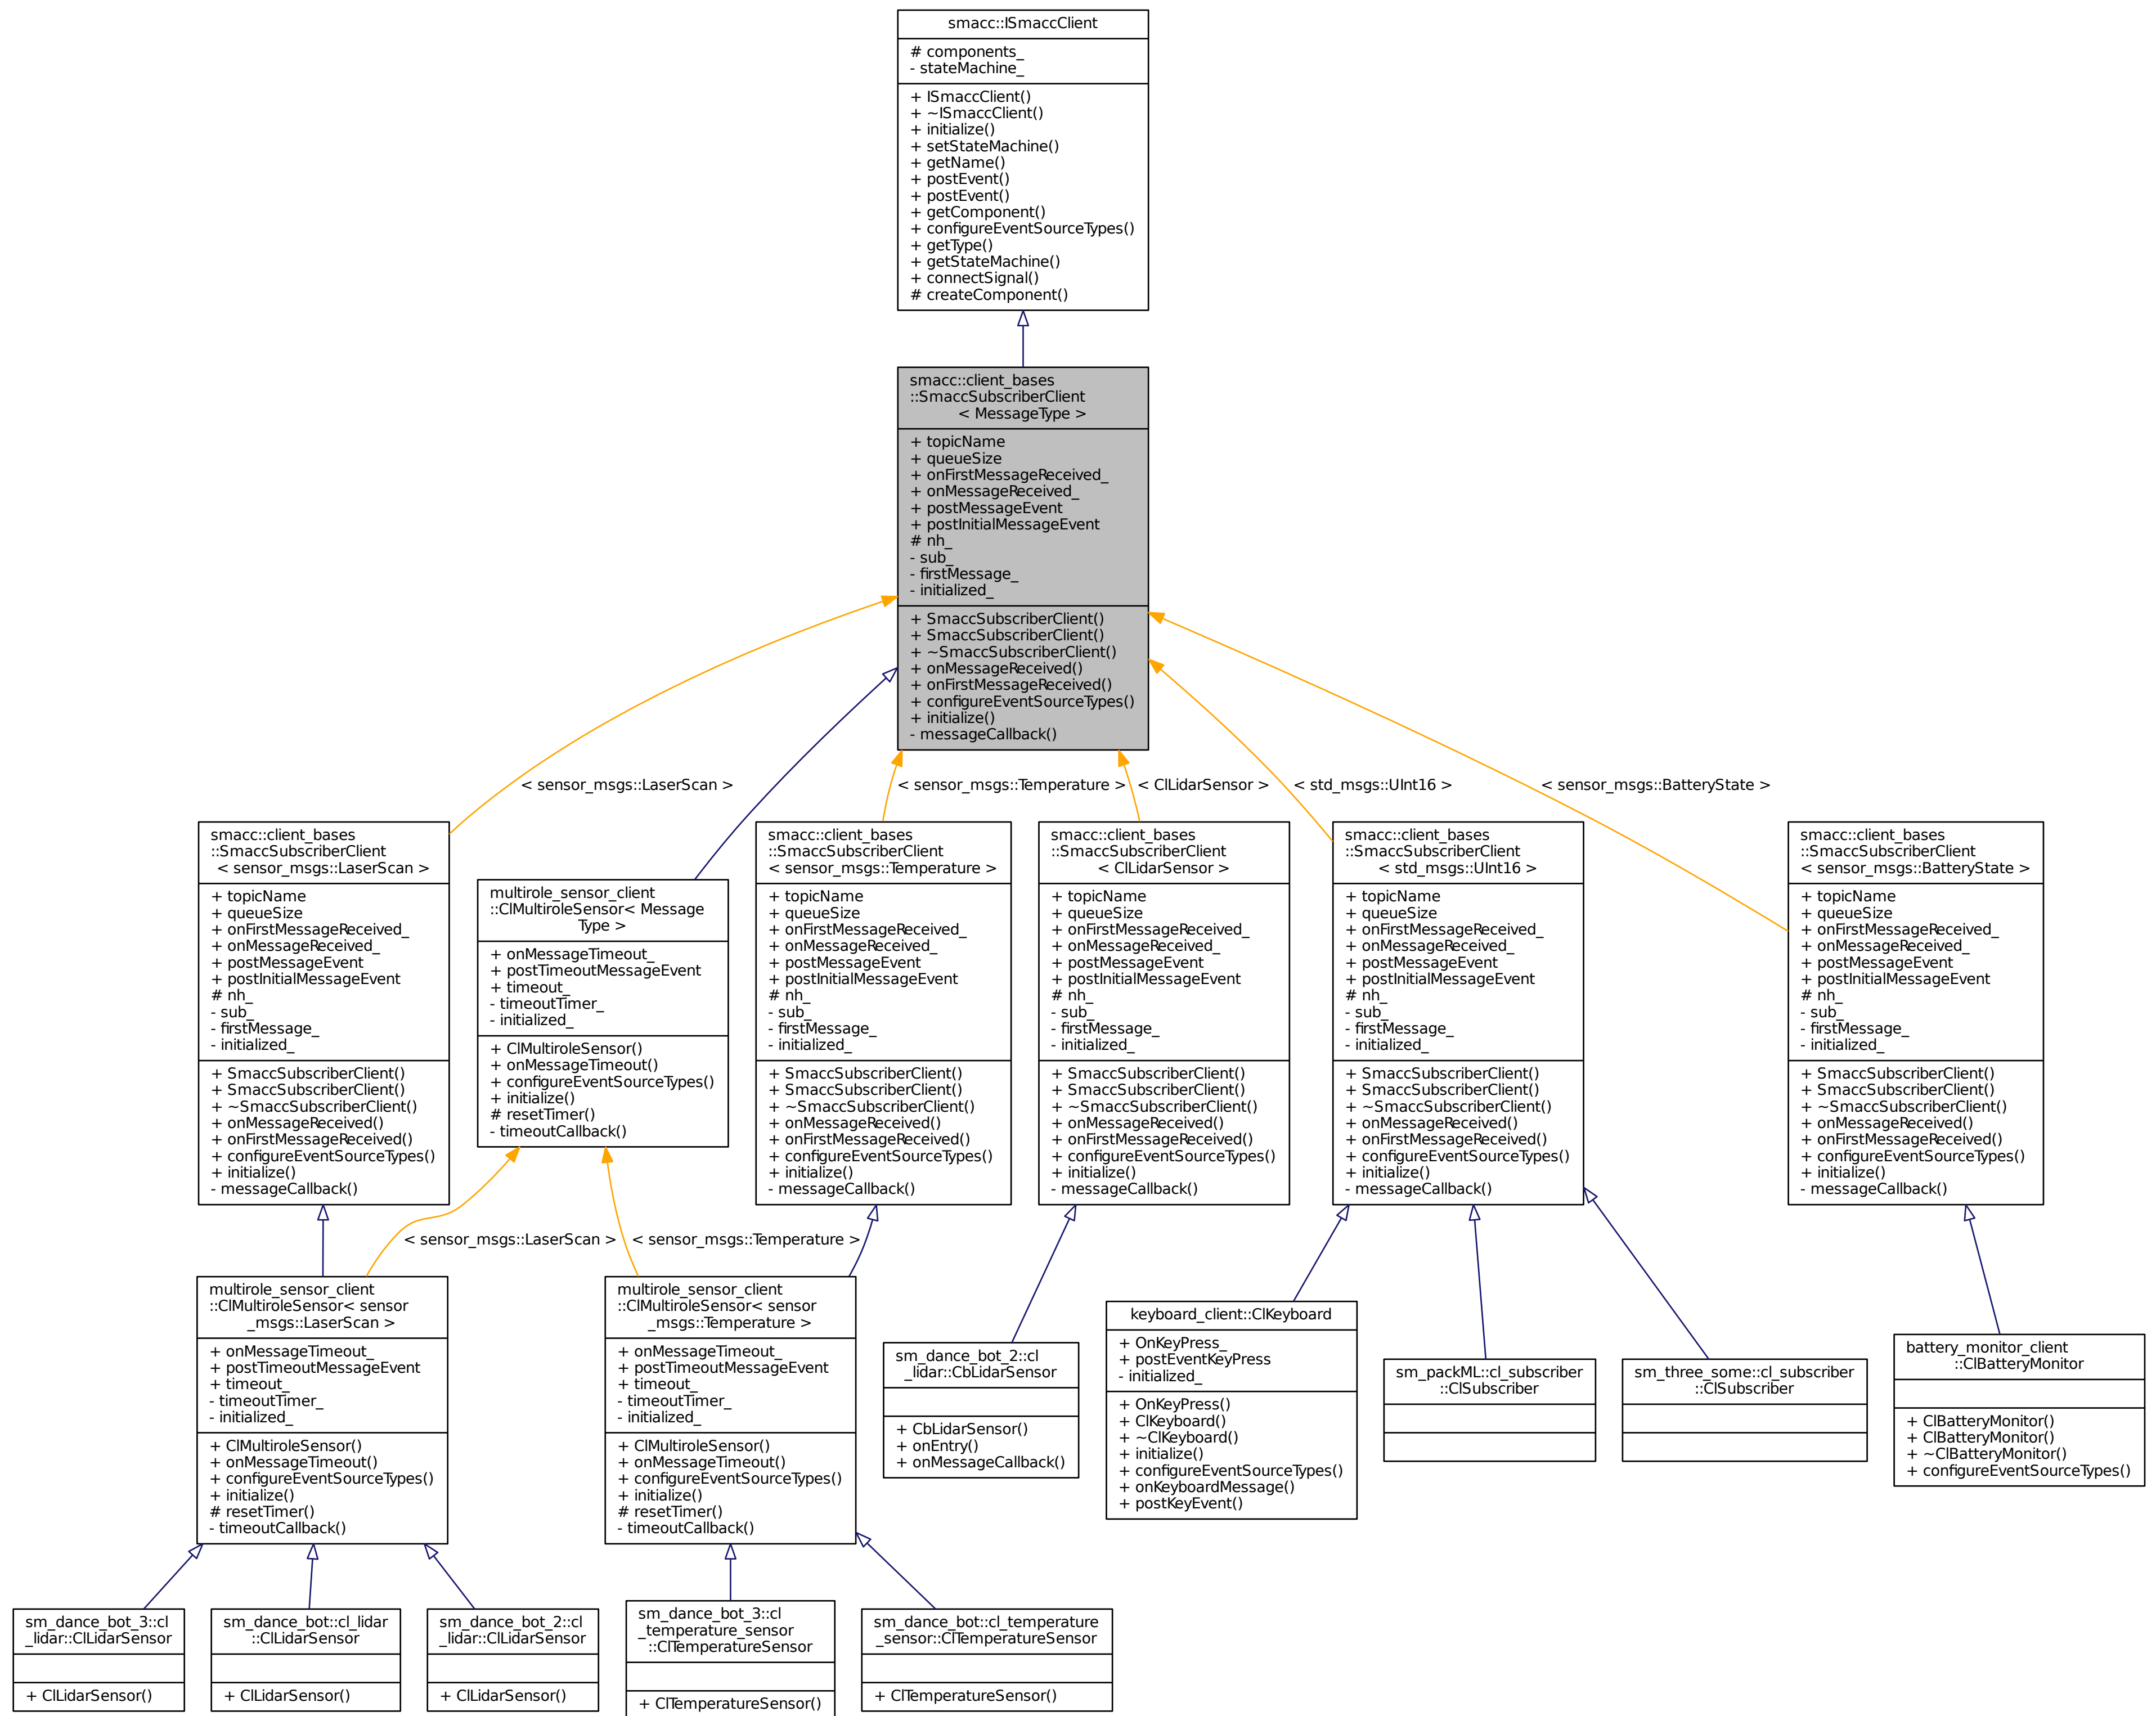 smacc::ISmaccClient
# components_
- stateMachine_
+ ISmaccClient()
+ ~ISmaccClient()
+ initialize()
+ setStateMachine()
+ getName()
+ postEvent()
+ postEvent()
+ getComponent()
+ configureEventSourceTypes()
+ getType()
+ getStateMachine()
+ connectSignal()
# createComponent()
smacc::client_bases
::SmaccSubscriberClient
< MessageType >
+ topicName
+ queueSize
+ onFirstMessageReceived_
+ onMessageReceived_
+ postMessageEvent
+ postInitialMessageEvent
# nh_
- sub_
- firstMessage_
- initialized_
+ SmaccSubscriberClient()
+ SmaccSubscriberClient()
+ ~SmaccSubscriberClient()
+ onMessageReceived()
+ onFirstMessageReceived()
+ configureEventSourceTypes()
+ initialize()
- messageCallback()
< sensor_msgs::LaserScan >
< sensor_msgs::Temperature >
< ClLidarSensor >
< std_msgs::UInt16 >
< sensor_msgs::BatteryState >
smacc::client_bases
::SmaccSubscriberClient
< sensor_msgs::LaserScan >
+ topicName
+ queueSize
+ onFirstMessageReceived_
+ onMessageReceived_
+ postMessageEvent
+ postInitialMessageEvent
# nh_
- sub_
- firstMessage_
- initialized_
+ SmaccSubscriberClient()
+ SmaccSubscriberClient()
+ ~SmaccSubscriberClient()
+ onMessageReceived()
+ onFirstMessageReceived()
+ configureEventSourceTypes()
+ initialize()
- messageCallback()
multirole_sensor_client
::ClMultiroleSensor< Message
Type >
+ onMessageTimeout_
+ postTimeoutMessageEvent
+ timeout_
- timeoutTimer_
- initialized_
+ ClMultiroleSensor()
+ onMessageTimeout()
+ configureEventSourceTypes()
+ initialize()
# resetTimer()
- timeoutCallback()
smacc::client_bases
::SmaccSubscriberClient
< sensor_msgs::Temperature >
+ topicName
+ queueSize
+ onFirstMessageReceived_
+ onMessageReceived_
+ postMessageEvent
+ postInitialMessageEvent
# nh_
- sub_
- firstMessage_
- initialized_
+ SmaccSubscriberClient()
+ SmaccSubscriberClient()
+ ~SmaccSubscriberClient()
+ onMessageReceived()
+ onFirstMessageReceived()
+ configureEventSourceTypes()
+ initialize()
- messageCallback()
smacc::client_bases
::SmaccSubscriberClient
< ClLidarSensor >
+ topicName
+ queueSize
+ onFirstMessageReceived_
+ onMessageReceived_
+ postMessageEvent
+ postInitialMessageEvent
# nh_
- sub_
- firstMessage_
- initialized_
+ SmaccSubscriberClient()
+ SmaccSubscriberClient()
+ ~SmaccSubscriberClient()
+ onMessageReceived()
+ onFirstMessageReceived()
+ configureEventSourceTypes()
+ initialize()
- messageCallback()
smacc::client_bases
::SmaccSubscriberClient
< std_msgs::UInt16 >
+ topicName
+ queueSize
+ onFirstMessageReceived_
+ onMessageReceived_
+ postMessageEvent
+ postInitialMessageEvent
# nh_
- sub_
- firstMessage_
- initialized_
+ SmaccSubscriberClient()
+ SmaccSubscriberClient()
+ ~SmaccSubscriberClient()
+ onMessageReceived()
+ onFirstMessageReceived()
+ configureEventSourceTypes()
+ initialize()
- messageCallback()
smacc::client_bases
::SmaccSubscriberClient
< sensor_msgs::BatteryState >
+ topicName
+ queueSize
+ onFirstMessageReceived_
+ onMessageReceived_
+ postMessageEvent
+ postInitialMessageEvent
# nh_
- sub_
- firstMessage_
- initialized_
+ SmaccSubscriberClient()
+ SmaccSubscriberClient()
+ ~SmaccSubscriberClient()
+ onMessageReceived()
+ onFirstMessageReceived()
+ configureEventSourceTypes()
+ initialize()
- messageCallback()
< sensor_msgs::LaserScan >
< sensor_msgs::Temperature >
multirole_sensor_client
::ClMultiroleSensor< sensor
_msgs::LaserScan >
+ onMessageTimeout_
+ postTimeoutMessageEvent
+ timeout_
- timeoutTimer_
- initialized_
+ ClMultiroleSensor()
+ onMessageTimeout()
+ configureEventSourceTypes()
+ initialize()
# resetTimer()
- timeoutCallback()
multirole_sensor_client
::ClMultiroleSensor< sensor
_msgs::Temperature >
+ onMessageTimeout_
+ postTimeoutMessageEvent
+ timeout_
- timeoutTimer_
- initialized_
+ ClMultiroleSensor()
+ onMessageTimeout()
+ configureEventSourceTypes()
+ initialize()
# resetTimer()
- timeoutCallback()
sm_dance_bot_2::cl
_lidar::CbLidarSensor
+ CbLidarSensor()
+ onEntry()
+ onMessageCallback()
keyboard_client::ClKeyboard
+ OnKeyPress_
+ postEventKeyPress
- initialized_
+ OnKeyPress()
+ ClKeyboard()
+ ~ClKeyboard()
+ initialize()
+ configureEventSourceTypes()
+ onKeyboardMessage()
+ postKeyEvent()
sm_packML::cl_subscriber
::ClSubscriber
sm_three_some::cl_subscriber
::ClSubscriber
battery_monitor_client
::ClBatteryMonitor
+ ClBatteryMonitor()
+ ClBatteryMonitor()
+ ~ClBatteryMonitor()
+ configureEventSourceTypes()
sm_dance_bot_3::cl
_lidar::ClLidarSensor
+ ClLidarSensor()
sm_dance_bot::cl_lidar
::ClLidarSensor
+ ClLidarSensor()
sm_dance_bot_2::cl
_lidar::ClLidarSensor
+ ClLidarSensor()
sm_dance_bot_3::cl
_temperature_sensor
::ClTemperatureSensor
+ ClTemperatureSensor()
sm_dance_bot::cl_temperature
_sensor::ClTemperatureSensor
+ ClTemperatureSensor()